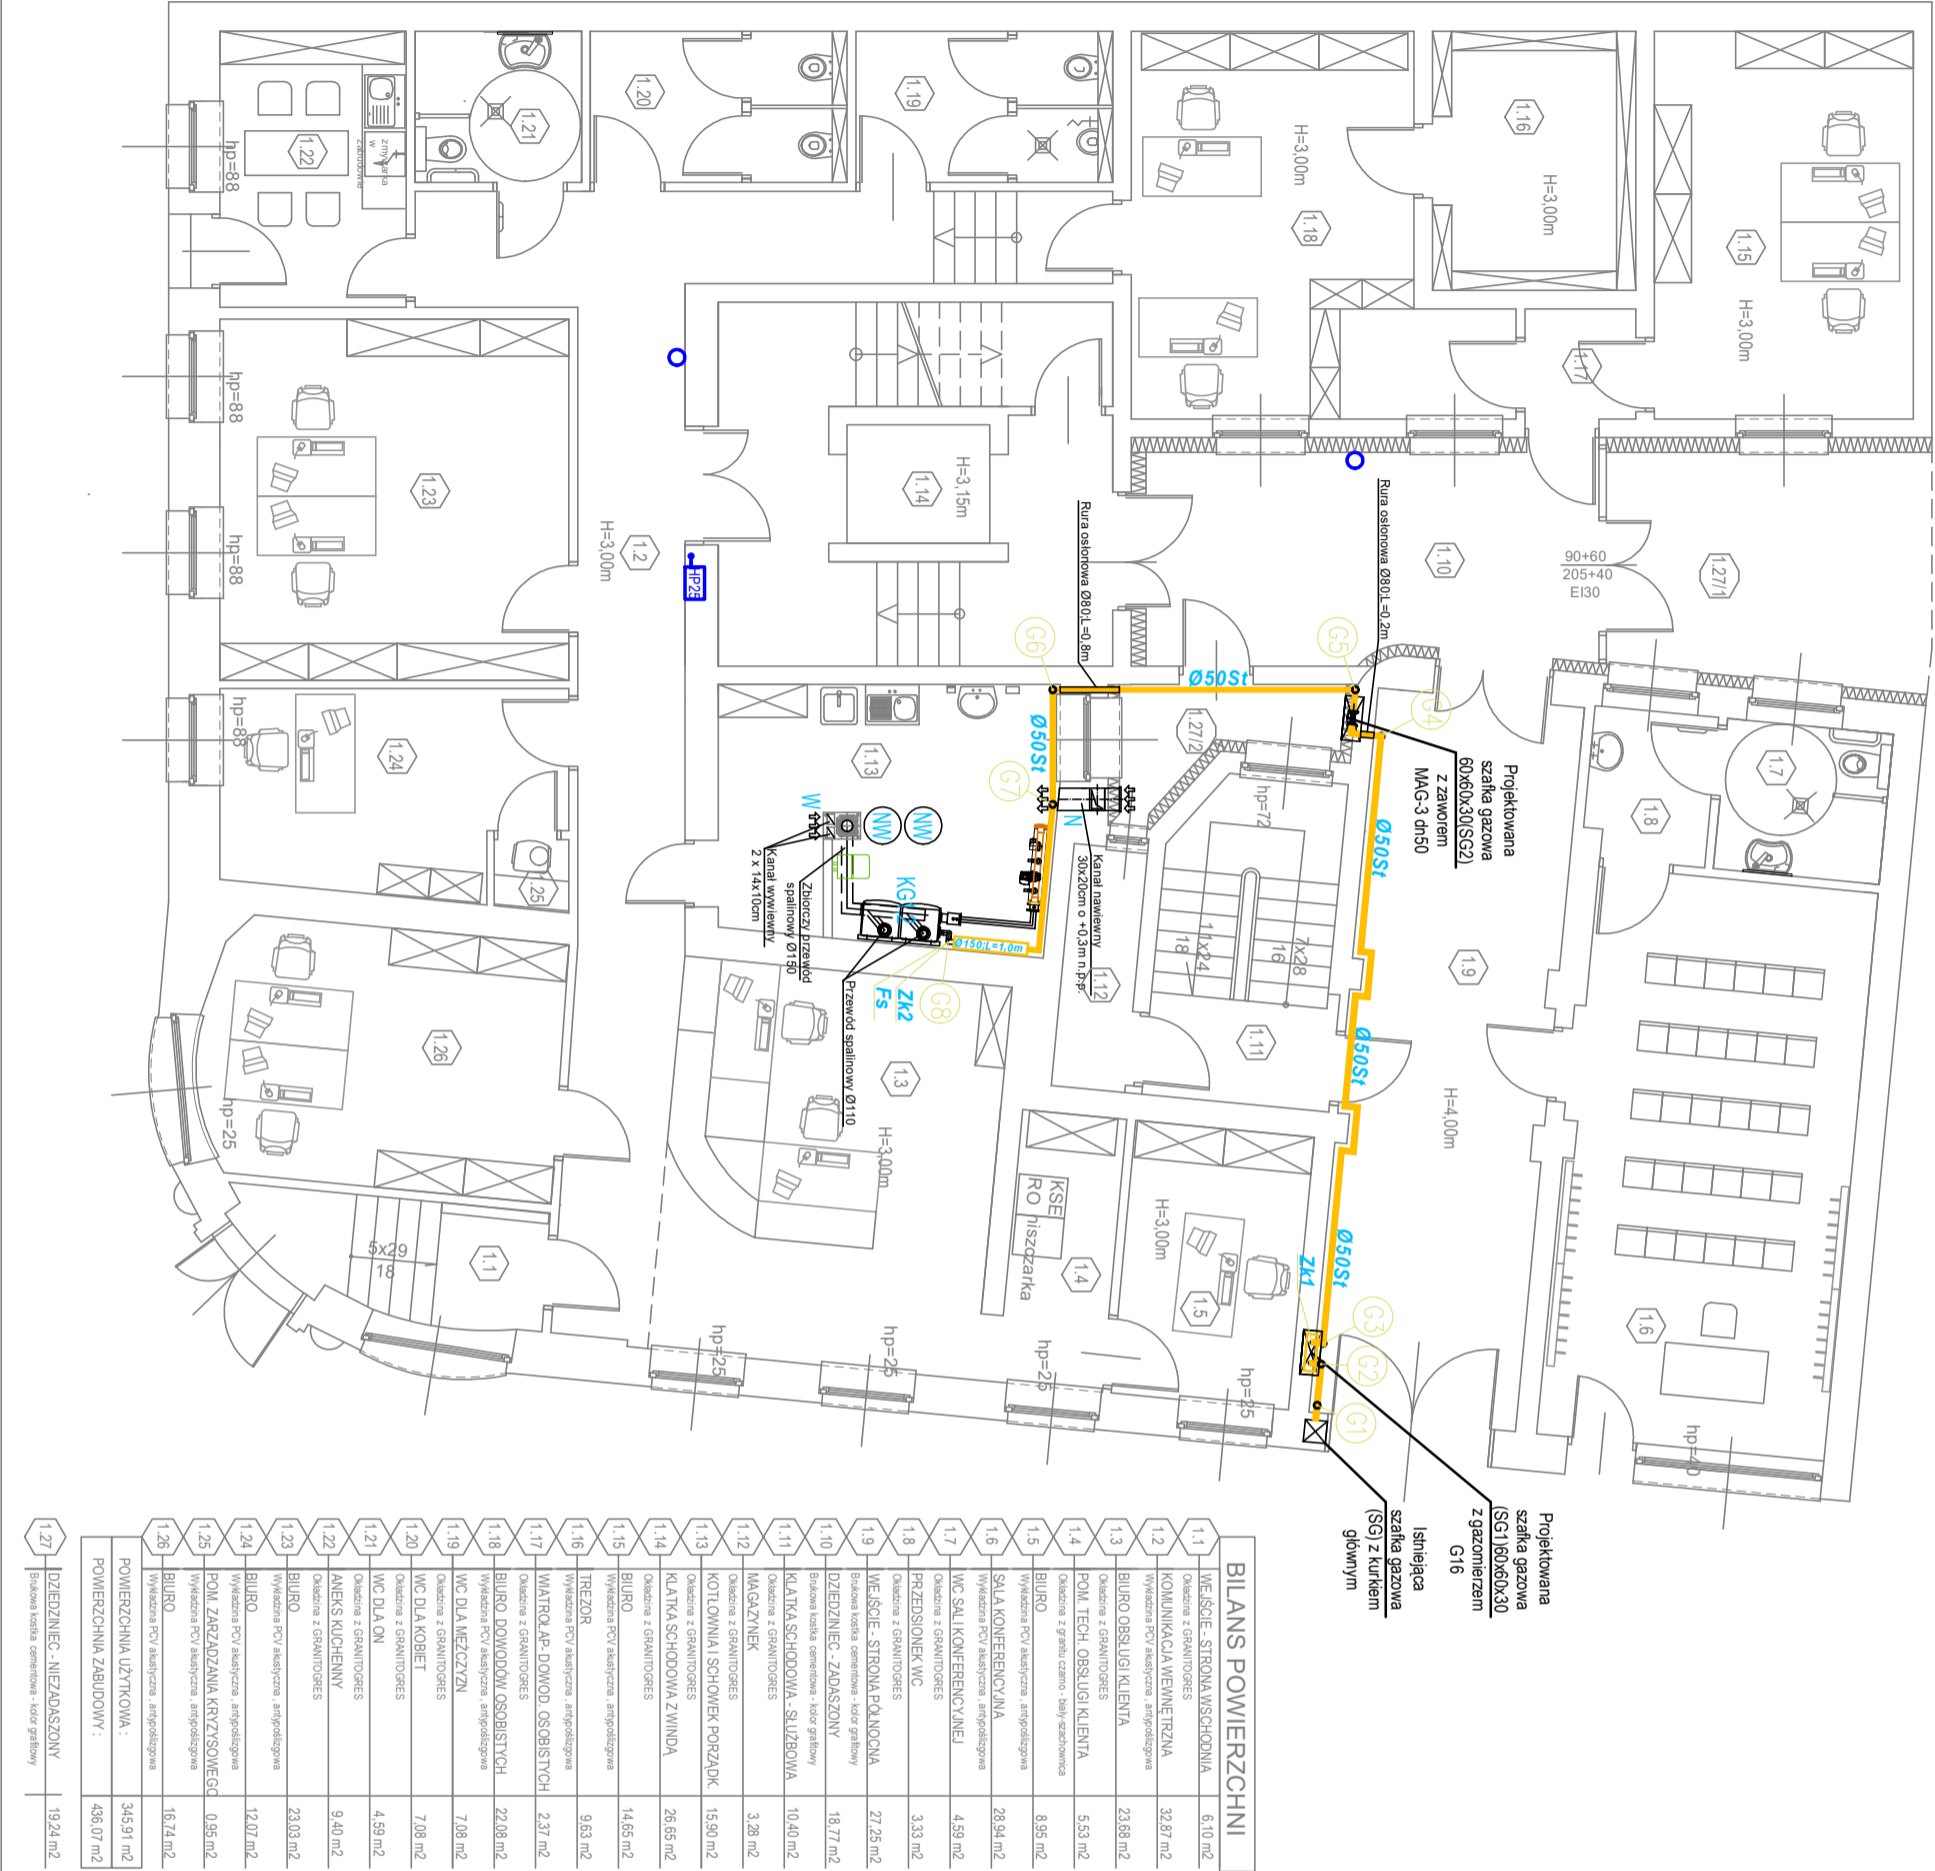 1.20
1.19
1.21
1.22
zmywarka
w
zabudowie
hp=88
1.16
H=3,00m
H=3,00m
1.18
1.15
H=3,00m
1.17
hp=88
1.23
hp=88
H=3,00m
1.2
HP25
1.14
H=3,15m
Rura osłonowa Ø80;L=0,8m
Rura osłonowa Ø80;L=0,2m
1.10
90+60
205+40
EI30
1.27/1
G6
G5
G4
Ø50St
Ø50St
1.27/2
hp=88
1.24
1.25
1.13
G7
N
W
NW
NW
Kanał wywiewny
2 x 14x10cm
Zbiorczy przewód
spalinowy Ø150
Przewód spalinowy Ø110
Kanał nawiewny
30x20cm o +0,3m n.p.p.
Ø150;L=1,0m
Fs
Zk2
G8
1.12
hp=72
7x28
16
11x24
18
1.11
Ø50St
Projektowana
szafka gazowa
60x60x30(SG2)
z zaworem
MAG-3 dn50
1.7
1.8
1.9
H=4,00m
Ø50St
1.26
hp=25
1.3
H=3,00m
KSE
RO
niszczarka
1.4
H=3,00m
1.5
Ø50St
Zk1
G3
G2
G1
1.6
hp=40
5x29
18
1.1
hp=25
hp=25
hp=25
hp=25
Projektowana
szafka gazowa
(SG1)60x60x30
z gazomierzem
G16
Istniejąca
szafka gazowa
(SG) z kurkiem
głównym
BILANS POWIERZCHNI
1.1 WEJŚCIE - STRONA WSCHODNIA 6,10 m2
Okładzina z GRANITOGRES
1.2 KOMUNIKACJA WEWNĘTRZNA 32,87 m2
Wykładzina PCV akustyczna , antypoślizgowa
1.3 BIURO OBSŁUGI KLIENTA 23,68 m2
Okładzina z GRANITOGRES
1.4 POM. TECH. OBSŁUGI KLIENTA 5,53 m2
Okładzina z granitu czarno - biały-szachownica
1.5 BIURO 8,95 m2
Wykładzina PCV akustyczna , antypoślizgowa
1.6 SALA KONFERENCYJNA 28,94 m2
Wykładzina PCV akustyczna , antypoślizgowa
1.7 WC SALI KONFERENCYJNEJ 4,59 m2
Okładzina z GRANITOGRES
1.8 PRZEDSIONEK WC 3,33 m2
Okładzina z GRANITOGRES
1.9 WEJŚCIE - STRONA PÓŁNOCNA 27,25 m2
Brukowa kostka cementowa - kolor grafitowy
1.10 DZIEDZINIEC - ZADASZONY 18,77 m2
Brukowa kostka cementowa - kolor grafitowy
1.11 KLATKA SCHODOWA - SŁUŻBOWA 10,40 m2
Okładzina z GRANITOGRES
1.12 MAGAZYNEK 3,28 m2
Okładzina z GRANITOGRES
1.13 KOTŁOWNIA I SCHOWEK PORZĄDK. 15,90 m2
Okładzina z GRANITOGRES
1.14 KLATKA SCHODOWA Z WINDĄ 26,65 m2
Okładzina z GRANITOGRES
1.15 BIURO 14,65 m2
Wykładzina PCV akustyczna , antypoślizgowa
1.16 TREZOR 9,63 m2
Wykładzina PCV akustyczna , antypoślizgowa
1.17 WIATROŁAP- DOWOD. OSOBISTYCH 2,37 m2
Okładzina z GRANITOGRES
1.18 BIURO DOWODÓW OSOBISTYCH 22,08 m2
Wykładzina PCV akustyczna , antypoślizgowa
1.19 WC DLA MEŻCZYZN 7,08 m2
Okładzina z GRANITOGRES
1.20 WC DLA KOBIET 7,08 m2
Okładzina z GRANITOGRES
1.21 WC DLA ON 4,59 m2
Okładzina z GRANITOGRES
1.22 ANEKS KUCHENNY 9,40 m2
Okładzina z GRANITOGRES
1.23 BIURO 23,03 m2
Wykładzina PCV akustyczna , antypoślizgowa
1.24 BIURO 12,07 m2
Wykładzina PCV akustyczna , antypoślizgowa
1.25 POM. ZARZĄDZANIA KRYZYSOWEGO 0,95 m2
Wykładzina PCV akustyczna , antypoślizgowa
1.26 BIURO 16,74 m2
Wykładzina PCV akustyczna , antypoślizgowa
POWIERZCHNIA UŻYTKOWA : 345,91 m2
POWIERZCHNIA ZABUDOWY : 436,07 m2
1.27 DZIEDZINIEC - NIEZADASZONY 19,24 m2
Brukowa kostka cementowa - kolor grafitowy